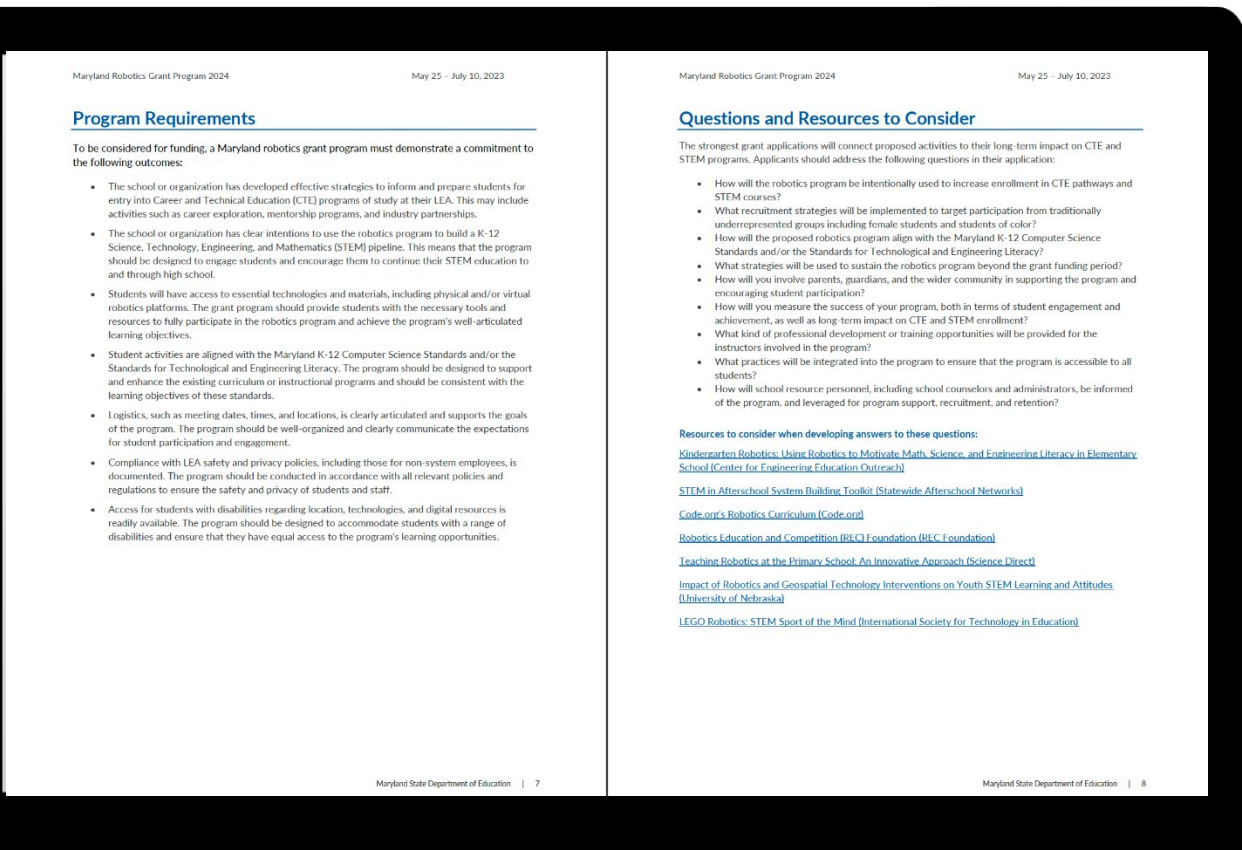 Maryland Robotics Grant Program 2024 May 25 – July 10, 2023
Program Requirements
To be considered for funding, a Maryland robotics grant program must demonstrate a commitment to
the following outcomes:
• The school or organization has developed effective strategies to inform and prepare students for
entry into Career and Technical Education (CTE) programs of study at their LEA. This may include
activities such as career exploration, mentorship programs, and industry partnerships.
• The school or organization has clear intentions to use the robotics program to build a K-12
Science, Technology, Engineering, and Mathematics (STEM) pipeline. This means that the program
should be designed to engage students and encourage them to continue their STEM education to
and through high school.
• Students will have access to essential technologies and materials, including physical and/or virtual
robotics platforms. The grant program should provide students with the necessary tools and
resources to fully participate in the robotics program and achieve the program's well-articulated
learning objectives.
• Student activities are aligned with the Maryland K-12 Computer Science Standards and/or the
Standards for Technological and Engineering Literacy. The program should be designed to support
and enhance the existing curriculum or instructional programs and should be consistent with the
learning objectives of these standards.
• Logistics, such as meeting dates, times, and locations, is clearly articulated and supports the goals
of the program. The program should be well-organized and clearly communicate the expectations
for student participation and engagement.
• Compliance with LEA safety and privacy policies, including those for non-system employees, is
documented. The program should be conducted in accordance with all relevant policies and
regulations to ensure the safety and privacy of students and staff.
• Access for students with disabilities regarding location, technologies, and digital resources is
readily available. The program should be designed to accommodate students with a range of
disabilities and ensure that they have equal access to the program's learning opportunities.
Maryland State Department of Education | 7
Maryland Robotics Grant Program 2024 May 25 – July 10, 2023
Questions and Resources to Consider
The strongest grant applications will connect proposed activities to their long-term impact on CTE and
STEM programs. Applicants should address the following questions in their application:
• How will the robotics program be intentionally used to increase enrollment in CTE pathways and
STEM courses?
• What recruitment strategies will be implemented to target participation from traditionally
underrepresented groups including female students and students of color?
• How will the proposed robotics program align with the Maryland K-12 Computer Science
Standards and/or the Standards for Technological and Engineering Literacy?
• What strategies will be used to sustain the robotics program beyond the grant funding period?
• How will you involve parents, guardians, and the wider community in supporting the program and
encouraging student participation?
• How will you measure the success of your program, both in terms of student engagement and
achievement, as well as long-term impact on CTE and STEM enrollment?
• What kind of professional development or training opportunities will be provided for the
instructors involved in the program?
• What practices will be integrated into the program to ensure that the program is accessible to all
students?
• How will school resource personnel, including school counselors and administrators, be informed
of the program, and leveraged for program support, recruitment, and retention?
Resources to consider when developing answers to these questions:
Kindergarten Robotics: Using Robotics to Motivate Math, Science, and Engineering Literacy in Elementary
School (Center for Engineering Education Outreach)
STEM in Afterschool System Building Toolkit (Statewide Afterschool Networks)
Code.org's Robotics Curriculum (Code.org)
Robotics Education and Competition (REC) Foundation (REC Foundation)
Teaching Robotics at the Primary School: An Innovative Approach (Science Direct)
Impact of Robotics and Geospatial Technology Interventions on Youth STEM Learning and Attitudes
(University of Nebraska)
LEGO Robotics: STEM Sport of the Mind (International Society for Technology in Education)
Maryland State Department of Education | 8